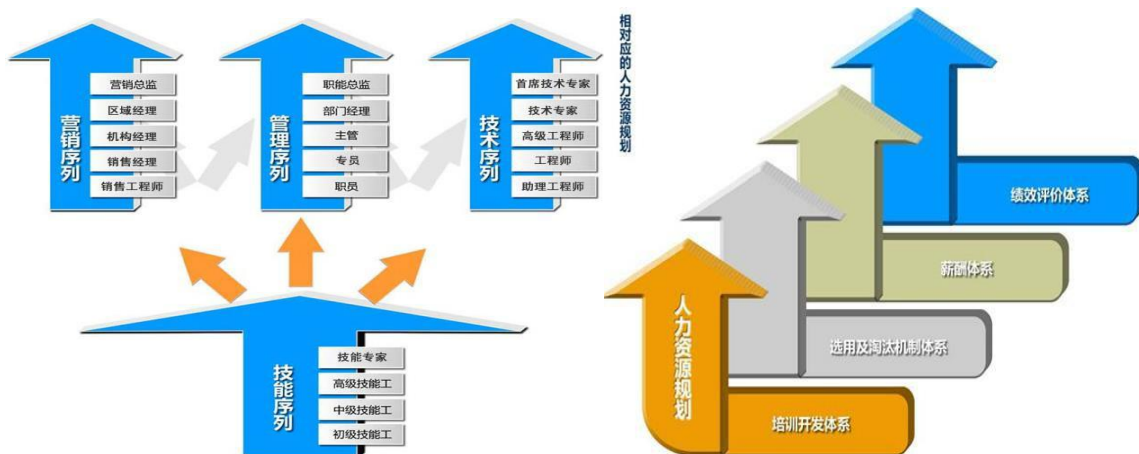 营销序列
营销总监
区域经理
机构经理
销售经理
销售工程师
管理序列
职能总监
部门经理
主管
专员
职员
技术序列
首席技术专家
技术专家
高级工程师
工程师
助理工程师
技能序列
技能专家
高级技能工
中级技能工
初级技能工
相对应的人力资源规划
绩效评价体系
薪酬体系
选用及淘汰机制体系
人力资源规划
培训开发体系